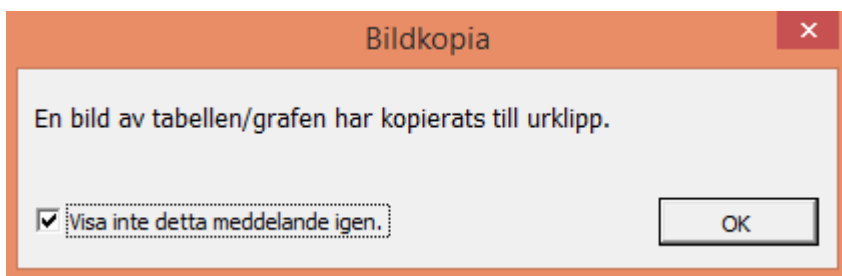 Bildkopia
En bild av tabellen/grafen har kopierats till urklipp.
Visa inte detta meddelande igen.
OK